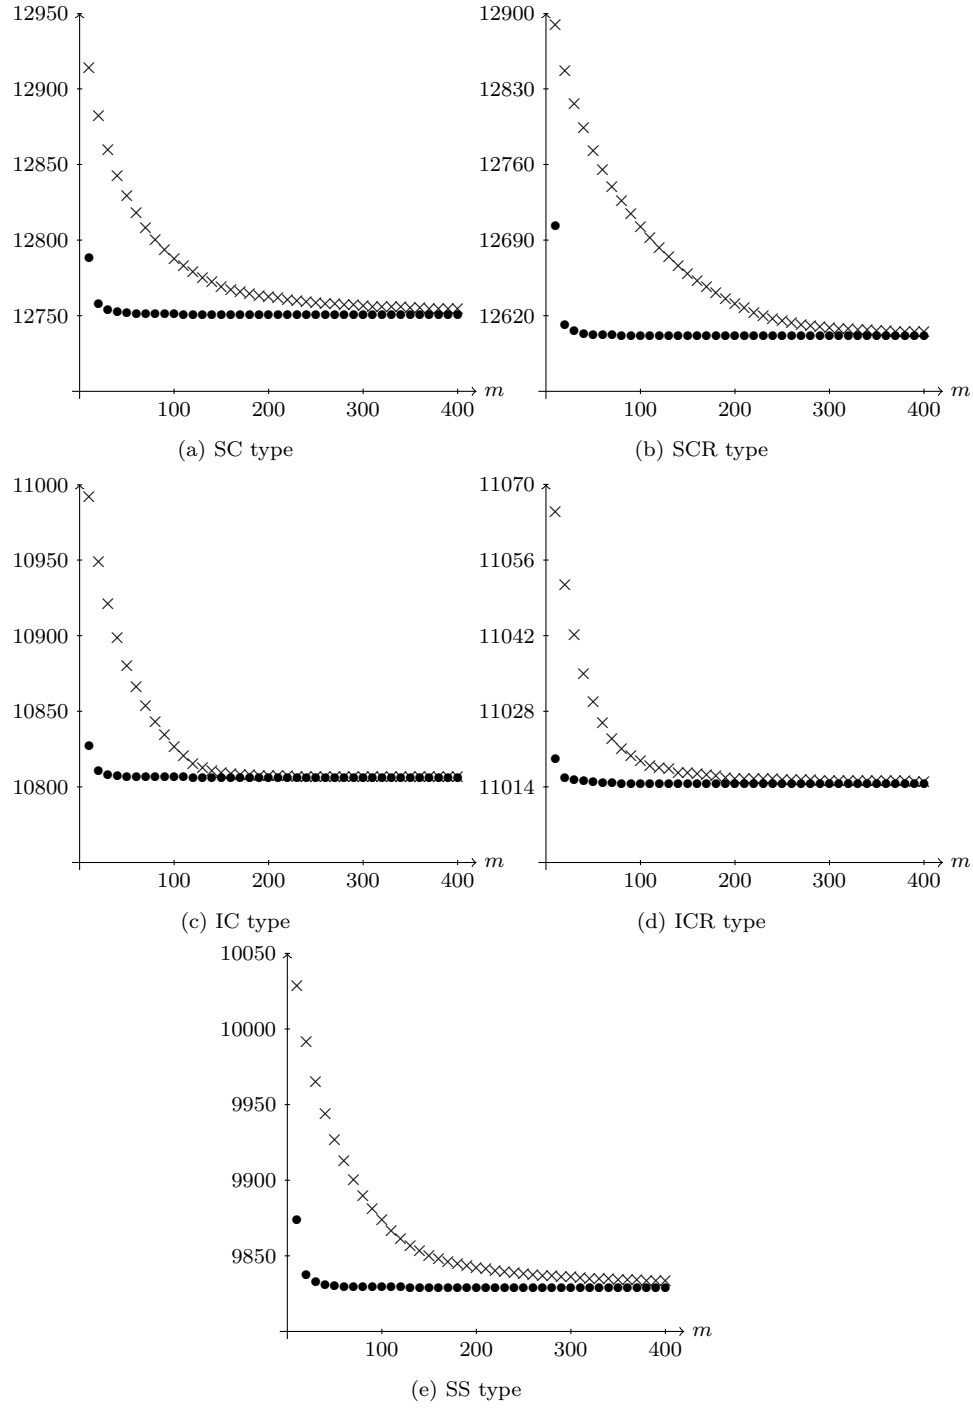 12950
12900
12850
12800
12750
100 200 300 400 m
(a) SC type
12900
12830
12760
12690
12620
100 200 300 400 m
(b) SCR type
11000
10950
10900
10850
10800
100 200 300 400 m
(c) IC type
11070
11056
11042
11028
11014
100 200 300 400 m
(d) ICR type
10050
10000
9950
9900
9850
100 200 300 400 m
(e) SS type